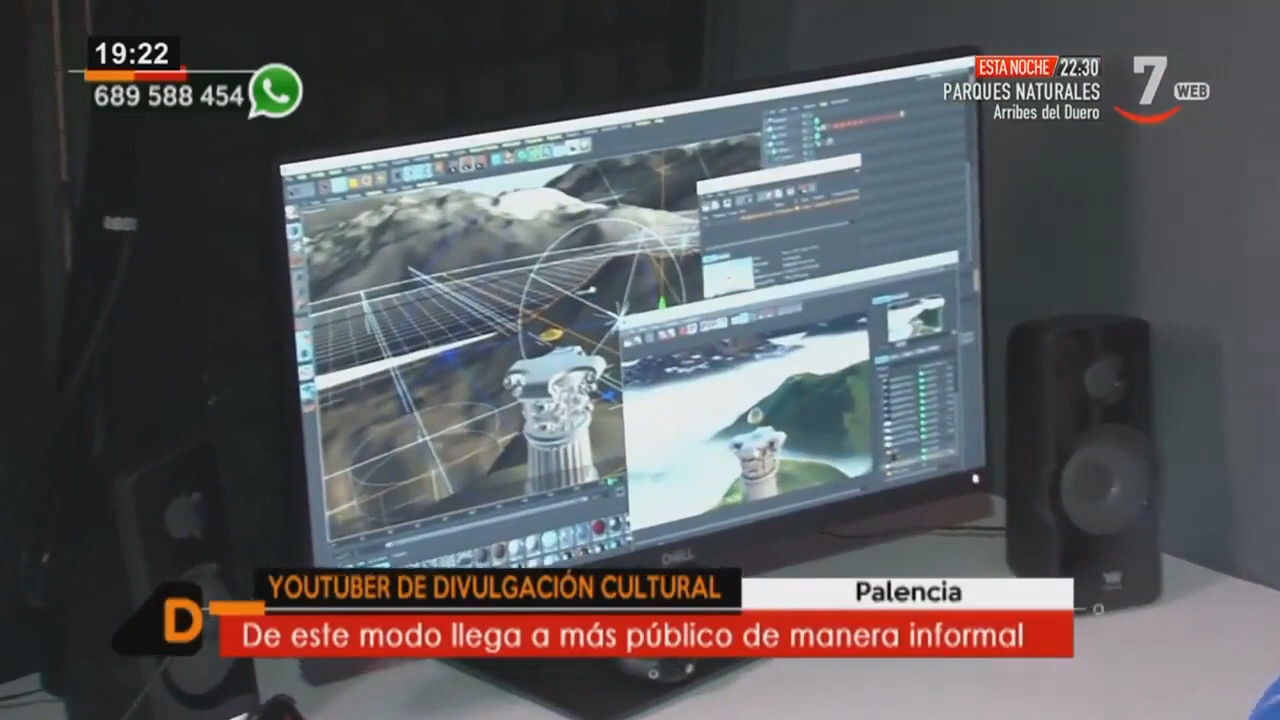 19:22
689 588 454
ESTA NOCHE 22:30
PARQUES NATURALES
Arribes del Duero
7 WEB
DELL
YOUTUBER DE DIVULGACIÓN CULTURAL
Palencia
D
De este modo llega a más público de manera informal